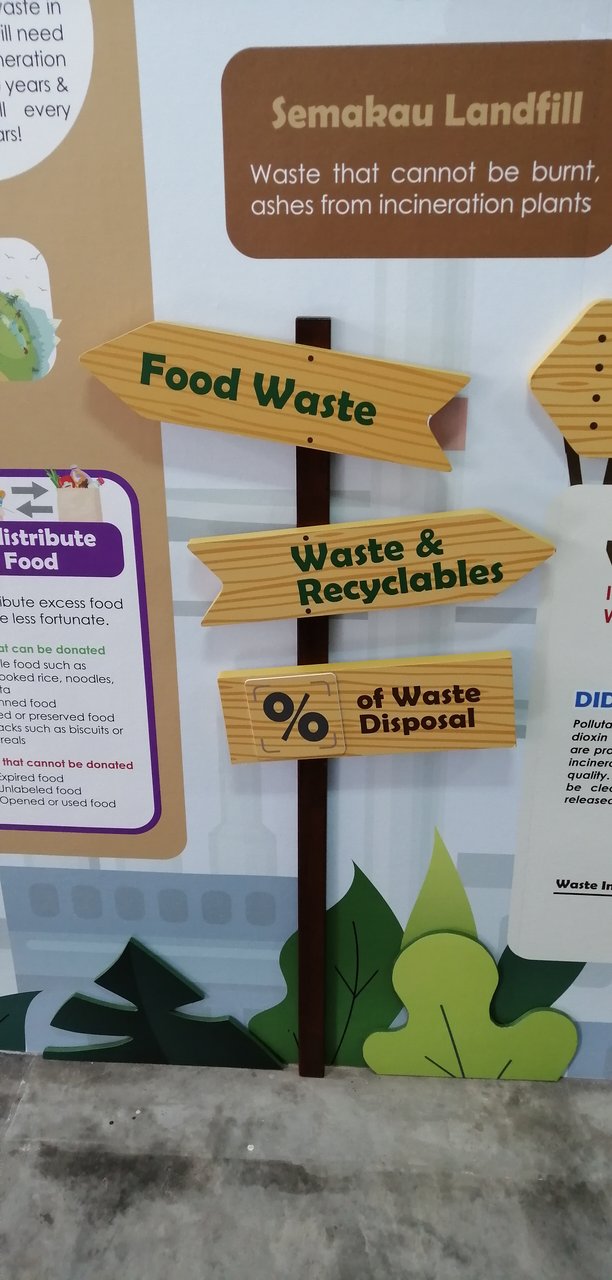 aste in
ill need
neration
years &
ll every
ars!
Semakau Landfill
Waste that cannot be burnt,
ashes from incineration plants
Food Waste
Waste &
Recyclables
% of Waste
Disposal
distribute
Food
ibute excess food
e less fortunate.
at can be donated
le food such as
ooked rice, noodles,
ta
nned food
ed or preserved food
acks such as biscuits or
reals
that cannot be donated
Expired food
Unlabeled food
Opened or used food
DID
Polluta
dioxin
are pro
incinera
quality.
be clea
released
Waste In